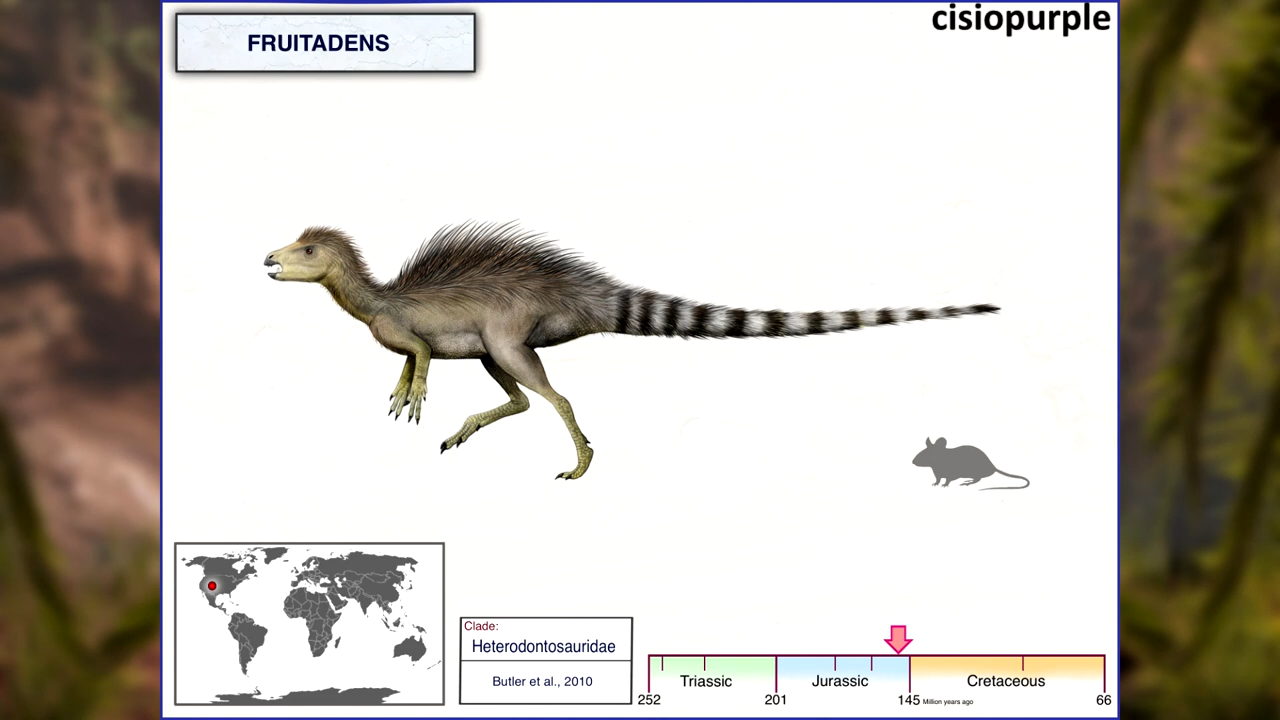 cisiopurple
FRUITADENS
Clade:
Heterodontosauridae
Butler et al., 2010
Triassic
Jurassic
Cretaceous
252
201
145 Million years ago
66